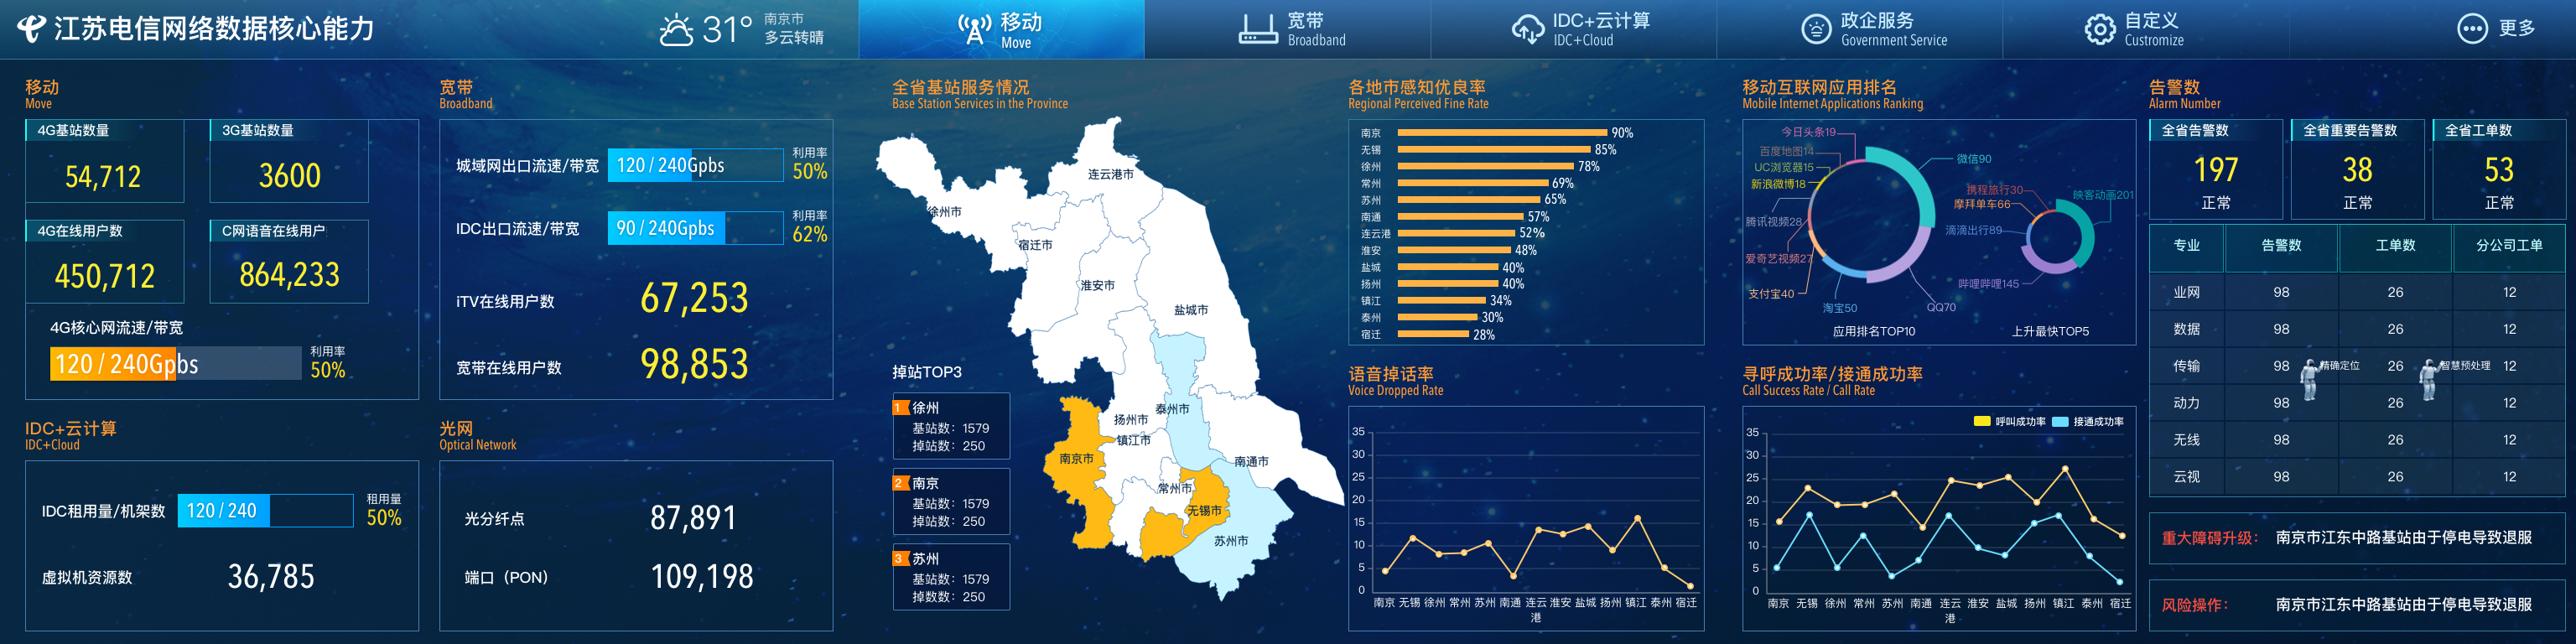 江苏电信网络数据核心能力
31°
南京市
多云转晴
移动
Move
宽带
Broadband
IDC+云计算
IDC+Cloud
政企服务
Government Service
自定义
Custromize
更多
移动
Move
4G基站数量
54,712
3G基站数量
3600
4G在线用户数
450,712
C网语音在线用户
864,233
4G核心网流速/带宽
120 / 240Gpbs
利用率
50%
IDC+云计算
IDC+Cloud
IDC租用量/机架数
120 / 240
租用量
50%
虚拟机资源数
36,785
宽带
Broadband
城域网出口流速/带宽
120 / 240Gpbs
利用率
50%
IDC出口流速/带宽
90 / 240Gpbs
利用率
62%
iTV在线用户数
67,253
宽带在线用户数
98,853
光网
Optical Network
光分纤点
87,891
端口（PON）
109,198
全省基站服务情况
Base Station Services in the Province
连云港市
徐州市
宿迁市
淮安市
盐城市
泰州市
扬州市
镇江市
南京市
南通市
常州市
无锡市
苏州市
掉站TOP3
1 徐州
基站数：1579
掉站数：250
2 南京
基站数：1579
掉站数：250
3 苏州
基站数：1579
掉数数：250
各地市感知优良率
Regional Perceived Fine Rate
南京 90%
无锡 85%
徐州 78%
常州 69%
苏州 65%
南通 57%
连云港 52%
淮安 48%
盐城 40%
扬州 40%
镇江 34%
泰州 30%
宿迁 28%
语音掉话率
Voice Dropped Rate
35
30
25
20
15
10
5
0
南京 无锡 徐州 常州 苏州 南通 连云港 淮安 盐城 扬州 镇江 泰州 宿迁
移动互联网应用排名
Mobile Internet Applications Ranking
今日头条19
百度地图14
UC浏览器15
新浪微博18
腾讯视频28
爱奇艺视频27
支付宝40
淘宝50
QQ70
微信90
应用排名TOP10
携程旅行30
摩拜单车66
滴滴出行89
哔哩哔哩145
映客动画201
上升最快TOP5
寻呼成功率/接通成功率
Call Success Rate / Call Rate
呼叫成功率 接通成功率
35
30
25
20
15
10
5
0
南京 无锡 徐州 常州 苏州 南通 连云港 淮安 盐城 扬州 镇江 泰州 宿迁
告警数
Alarm Number
全省告警数
197
正常
全省重要告警数
38
正常
全省工单数
53
正常
专业 告警数 工单数 分公司工单
业网 98 26 12
数据 98 26 12
传输 98 26 12
精确定位
智慧预处理
动力 98 26 12
无线 98 26 12
云视 98 26 12
重大障碍升级： 南京市江东中路基站由于停电导致退服
风险操作： 南京市江东中路基站由于停电导致退服